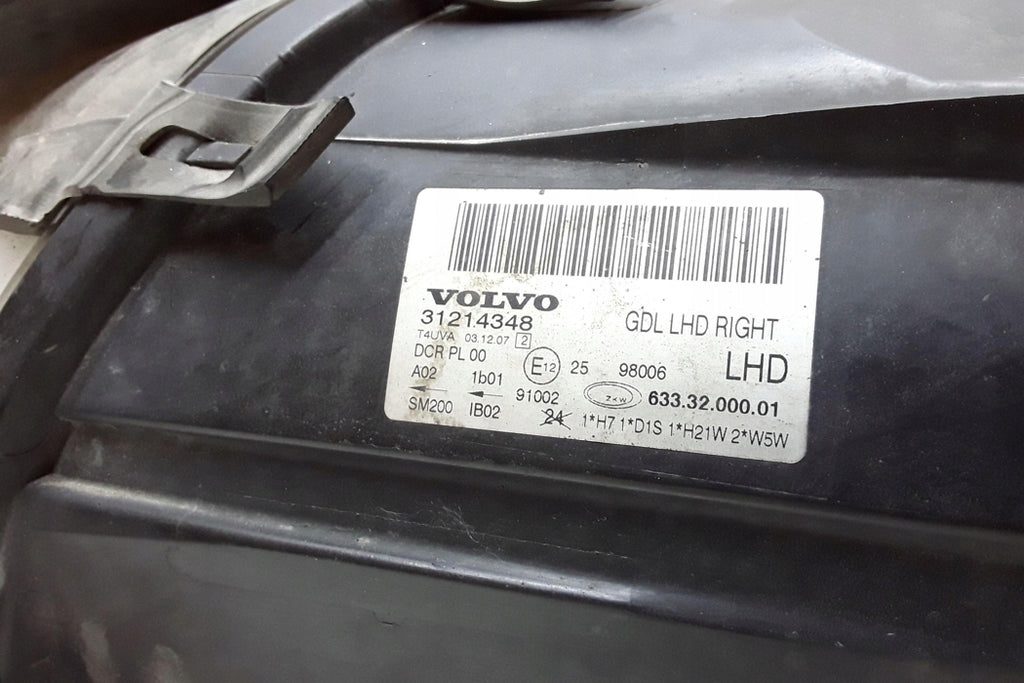 VOLVO
31214348
GDL LHD RIGHT
T4UVA 03.12.07 2
DCR PL 00
E12 25 98006
LHD
A02 1b01 91002
ZKW 633.32.000.01
SM200 IB02 24 1*H7 1*D1S 1*H21W 2*W5W